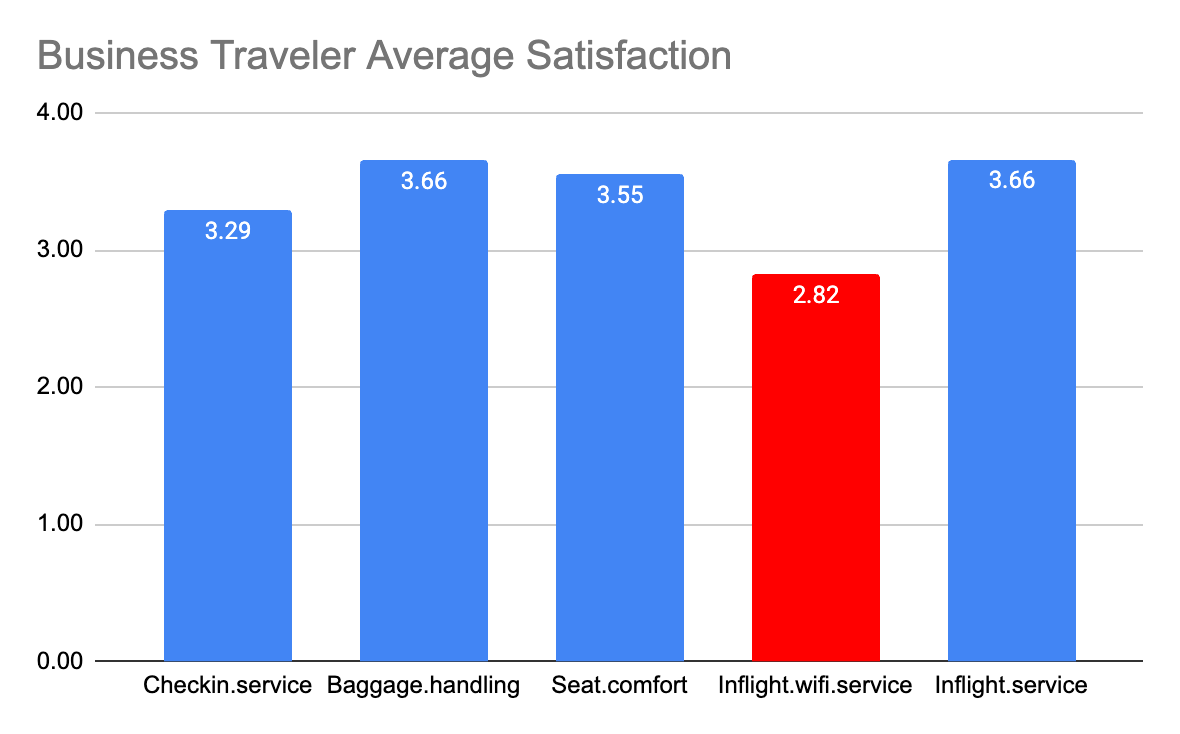 Business Traveler Average Satisfaction
4.00
3.00
2.00
1.00
0.00
3.29
3.66
3.55
2.82
3.66
Checkin.service
Baggage.handling
Seat.comfort
Inflight.wifi.service
Inflight.service